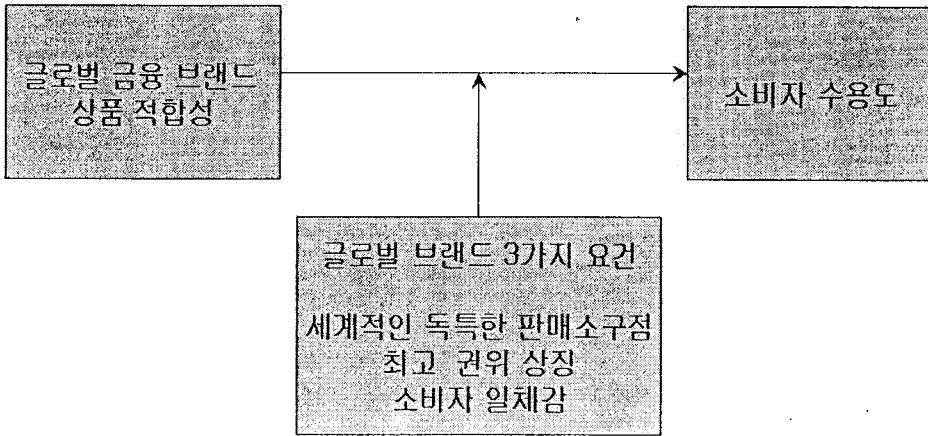 글로벌 금융 브랜드
상품 적합성
소비자 수용도
글로벌 브랜드 3가지 요건
세계적인 독특한 판매소구점
최고 권위 상징
소비자 일체감